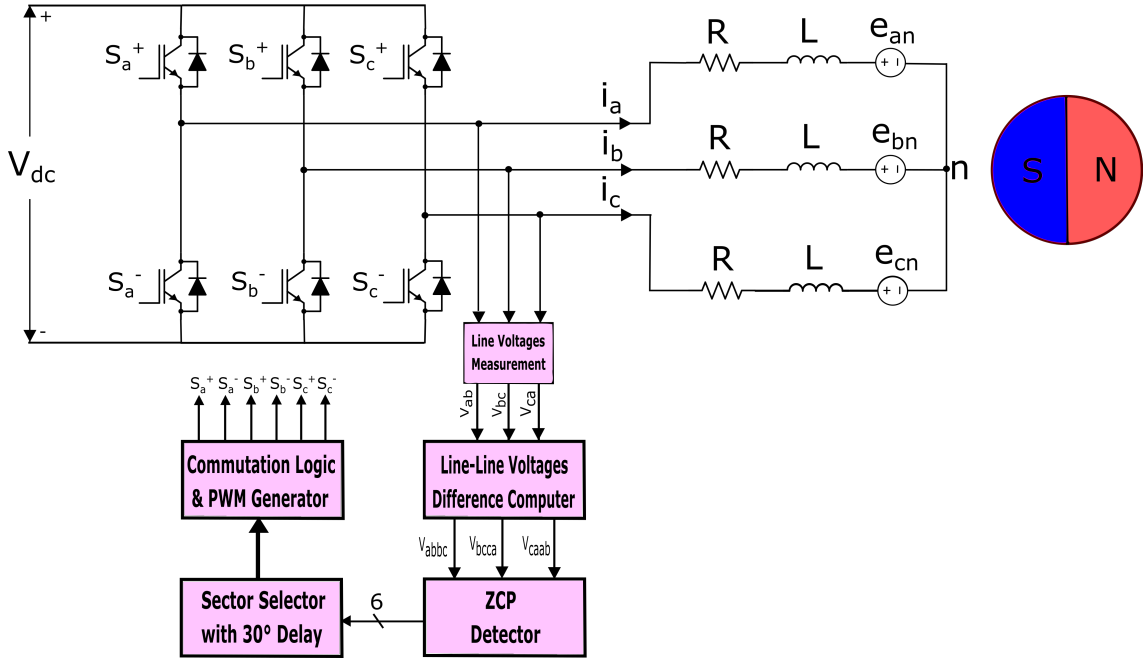 +
Sa+ Sb+ Sc+
R L ean
ia
Vdc
ib
R L ebn
n
S N
ic
Sa- Sb- Sc-
R L ecn
-
Line Voltages
Measurement
Sa+ Sa- Sb+ Sb- Sc+ Sc-
Vab Vbc Vca
Commutation Logic
& PWM Generator
Line-Line Voltages
Difference Computer
Vabbc Vbcca Vcaab
Sector Selector
with 30° Delay
6
ZCP
Detector